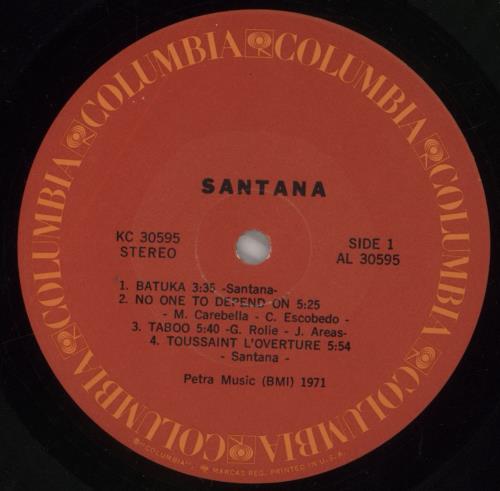 COLUMBIA COLUMBIA COLUMBIA COLUMBIA COLUMBIA COLUMBIA
SANTANA
KC 30595
STEREO
SIDE 1
AL 30595
1. BATUKA 3:35 -Santana-
2. NO ONE TO DEPEND ON 5:25
- M. Carebella - C. Escobedo -
3. TABOO 5:40 -G. Rolie - J. Areas-
4. TOUSSAINT L'OVERTURE 5:54
- Santana -
Petra Music (BMI) 1971
® "COLUMBIA", MARCAS REG. PRINTED IN U.S.A.